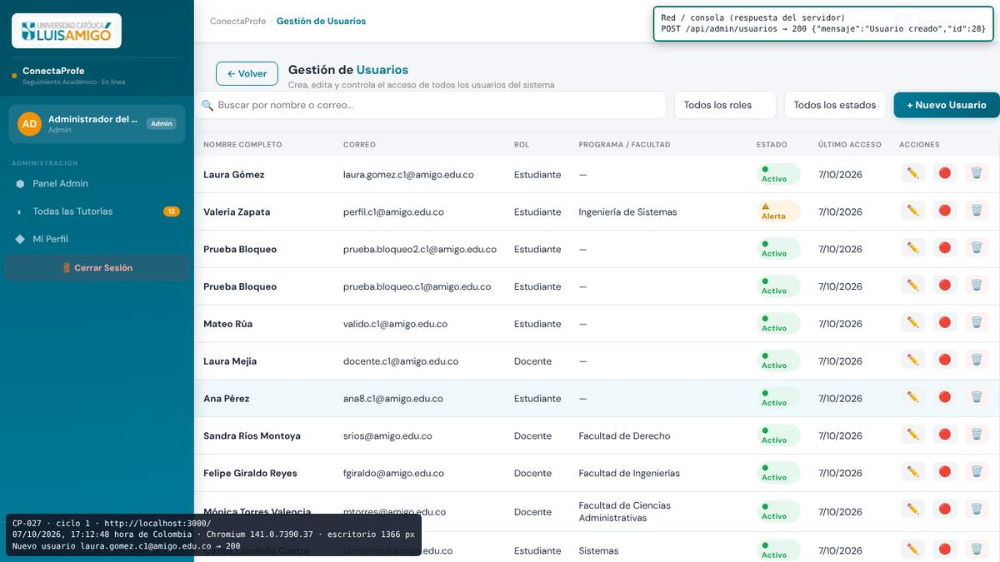 UNIVERSIDAD CATÓLICA
LUISAMIGO
ConectaProfe
Seguimiento Académico · En línea
AD
Administrador del ...
Admin
Admin
ADMINISTRACIÓN
Panel Admin
Todas las Tutorías
12
Mi Perfil
Cerrar Sesión
ConectaProfe › Gestión de Usuarios
Red / consola (respuesta del servidor)
POST /api/admin/usuarios → 200 {"mensaje":"Usuario creado","id":28}
← Volver
Gestión de Usuarios
Crea, edita y controla el acceso de todos los usuarios del sistema
Buscar por nombre o correo...
Todos los roles
Todos los estados
+ Nuevo Usuario
NOMBRE COMPLETO CORREO ROL PROGRAMA / FACULTAD ESTADO ÚLTIMO ACCESO ACCIONES
Laura Gómez laura.gomez.c1@amigo.edu.co Estudiante — Activo 7/10/2026
Valeria Zapata perfil.c1@amigo.edu.co Estudiante Ingeniería de Sistemas Alerta 7/10/2026
Prueba Bloqueo prueba.bloqueo2.c1@amigo.edu.co Estudiante — Activo 7/10/2026
Prueba Bloqueo prueba.bloqueo.c1@amigo.edu.co Estudiante — Activo 7/10/2026
Mateo Rúa valido.c1@amigo.edu.co Estudiante — Activo 7/10/2026
Laura Mejía docente.c1@amigo.edu.co Docente — Activo 7/10/2026
Ana Pérez ana8.c1@amigo.edu.co Estudiante — Activo 7/10/2026
Sandra Ríos Montoya srios@amigo.edu.co Docente Facultad de Derecho Activo 7/10/2026
Felipe Giraldo Reyes fgiraldo@amigo.edu.co Docente Facultad de Ingenierías Activo 7/10/2026
Mónica Torres Valencia mtorres@amigo.edu.co Docente Facultad de Ciencias Administrativas Activo 7/10/2026
Carlos Londoño Castro clondono@amigo.edu.co Estudiante Sistemas Activo 7/10/2026
CP-027 · ciclo 1 · http://localhost:3000/
07/10/2026, 17:12:48 hora de Colombia · Chromium 141.0.7390.37 · escritorio 1366 px
Nuevo usuario laura.gomez.c1@amigo.edu.co → 200